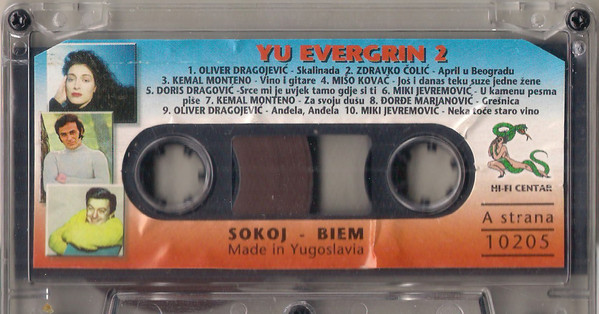 YU EVERGRIN 2
1. OLIVER DRAGOJEVIĆ - Skalinada 2. ZDRAVKO ČOLIĆ - April u Beogradu
3. KEMAL MONTENO - Vino i gitare 4. MIŠO KOVAČ - Još i danas teku suze jedne žene
5. DORIS DRAGOVIĆ -Srce mi je uvjek tamo gdje si ti 6. MIKI JEVREMOVIĆ - U kamenu pesma
piše 7. KEMAL MONTENO - Za svoju dušu 8. ĐORĐE MARJANOVIĆ - Grešnica
9. OLIVER DRAGOJEVIĆ - Anđela, Anđela 10. MIKI JEVREMOVIĆ - Neka toče staro vino
HI-FI CENTAR
A strana
10205
SOKOJ - BIEM
Made in Yugoslavia